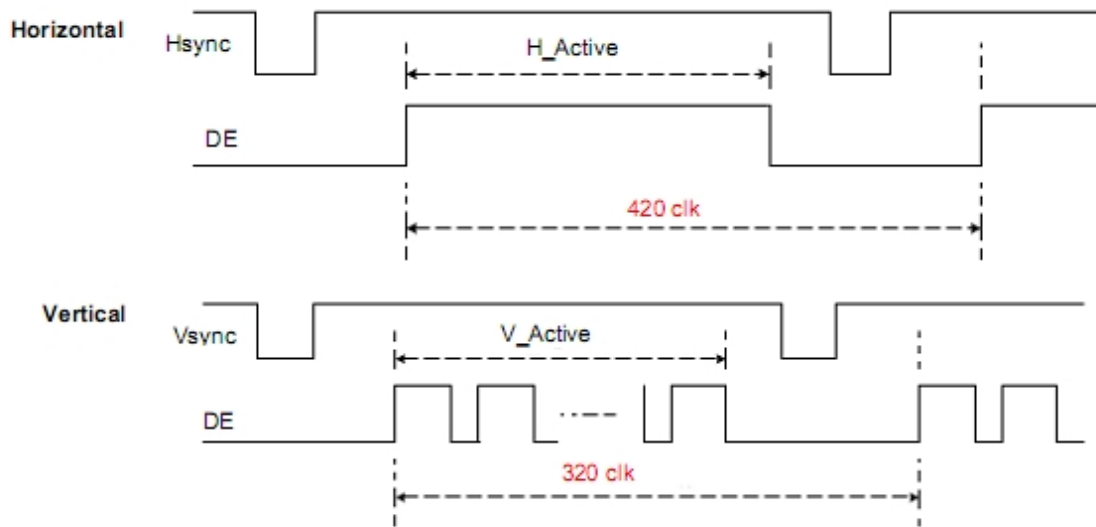 Horizontal
Hsync
H_Active
DE
420 clk
Vertical
Vsync
V_Active
DE
320 clk